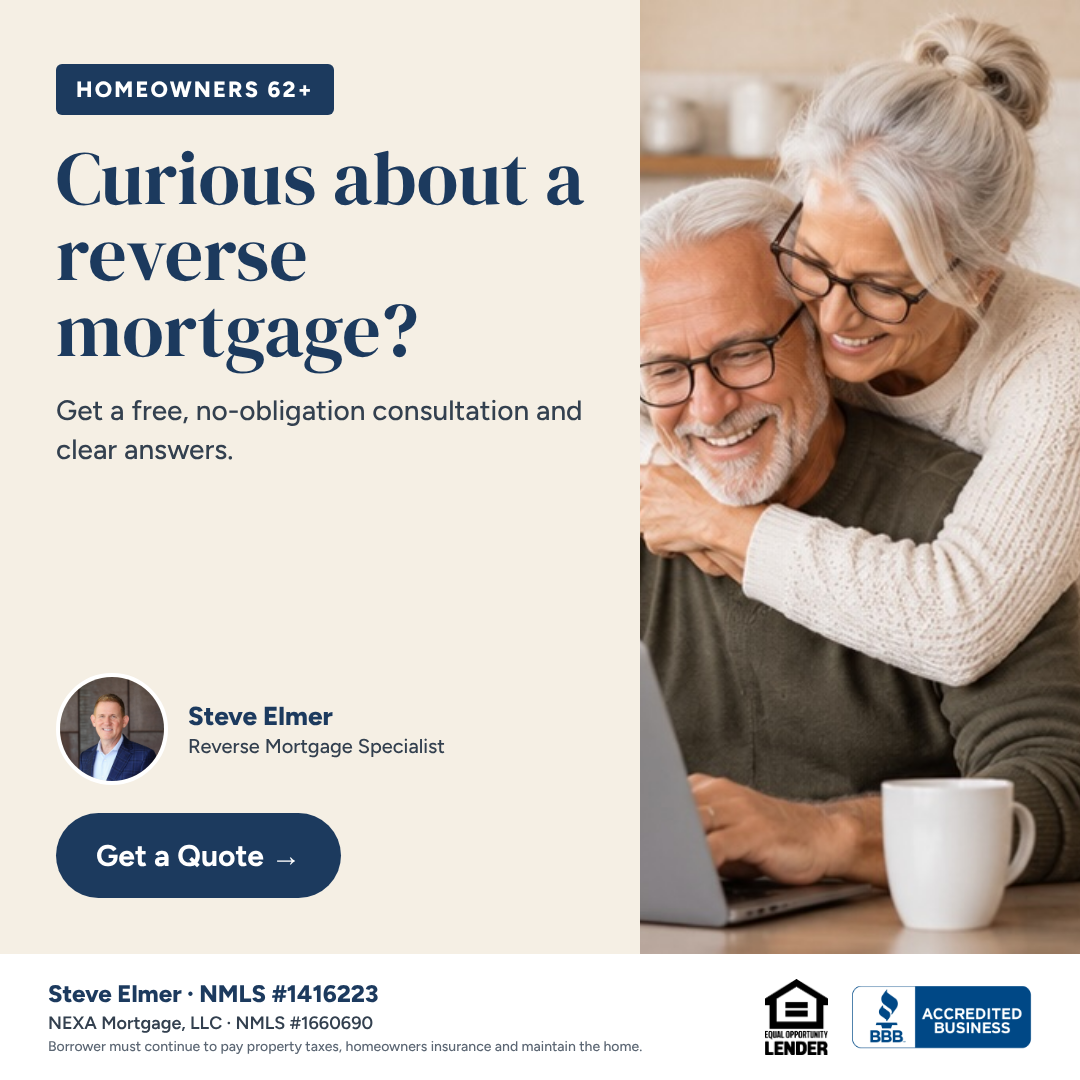 HOMEOWNERS 62+
Curious about a
reverse
mortgage?
Get a free, no-obligation consultation and
clear answers.
Steve Elmer
Reverse Mortgage Specialist
Get a Quote →
Steve Elmer · NMLS #1416223
NEXA Mortgage, LLC · NMLS #1660690
Borrower must continue to pay property taxes, homeowners insurance and maintain the home.
EQUAL OPPORTUNITY
LENDER
BBB.
ACCREDITED
BUSINESS